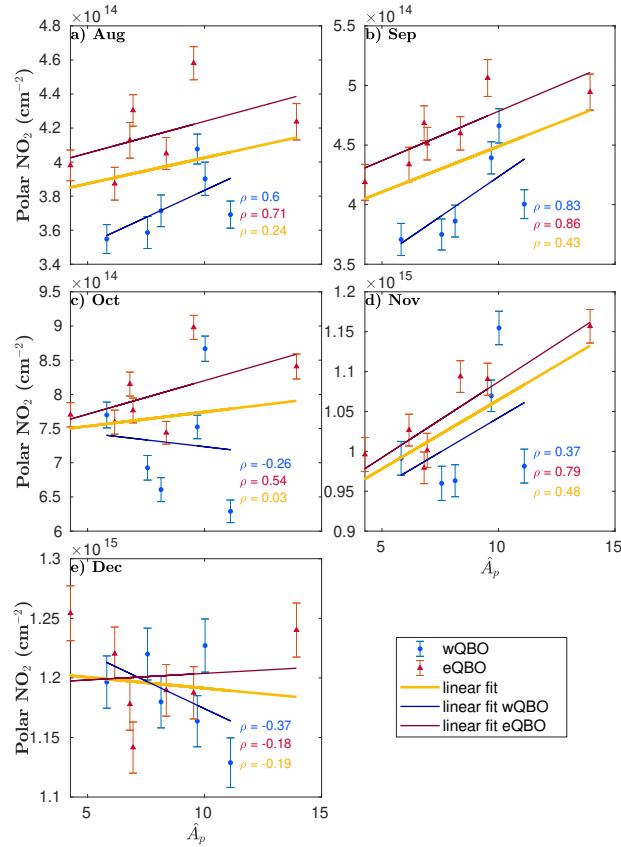 × 10^14
4.8
4.6
4.4
4.2
4
3.8
3.6
3.4
a) Aug
Polar NO₂ (cm⁻²)
ρ = 0.6
ρ = 0.71
ρ = 0.24
× 10^14
5.5
5
4.5
4
3.5
b) Sep
ρ = 0.83
ρ = 0.86
ρ = 0.43
× 10^14
9.5
9
8.5
8
7.5
7
6.5
6
c) Oct
Polar NO₂ (cm⁻²)
ρ = -0.26
ρ = 0.54
ρ = 0.03
× 10^15
1.2
1.15
1.1
1.05
1
0.95
0.9
d) Nov
ρ = 0.37
ρ = 0.79
ρ = 0.48
5
10
15
Âₚ
× 10^15
1.3
1.25
1.2
1.15
1.1
e) Dec
Polar NO₂ (cm⁻²)
ρ = -0.37
ρ = -0.18
ρ = -0.19
5
10
15
Âₚ
wQBO
eQBO
linear fit
linear fit wQBO
linear fit eQBO